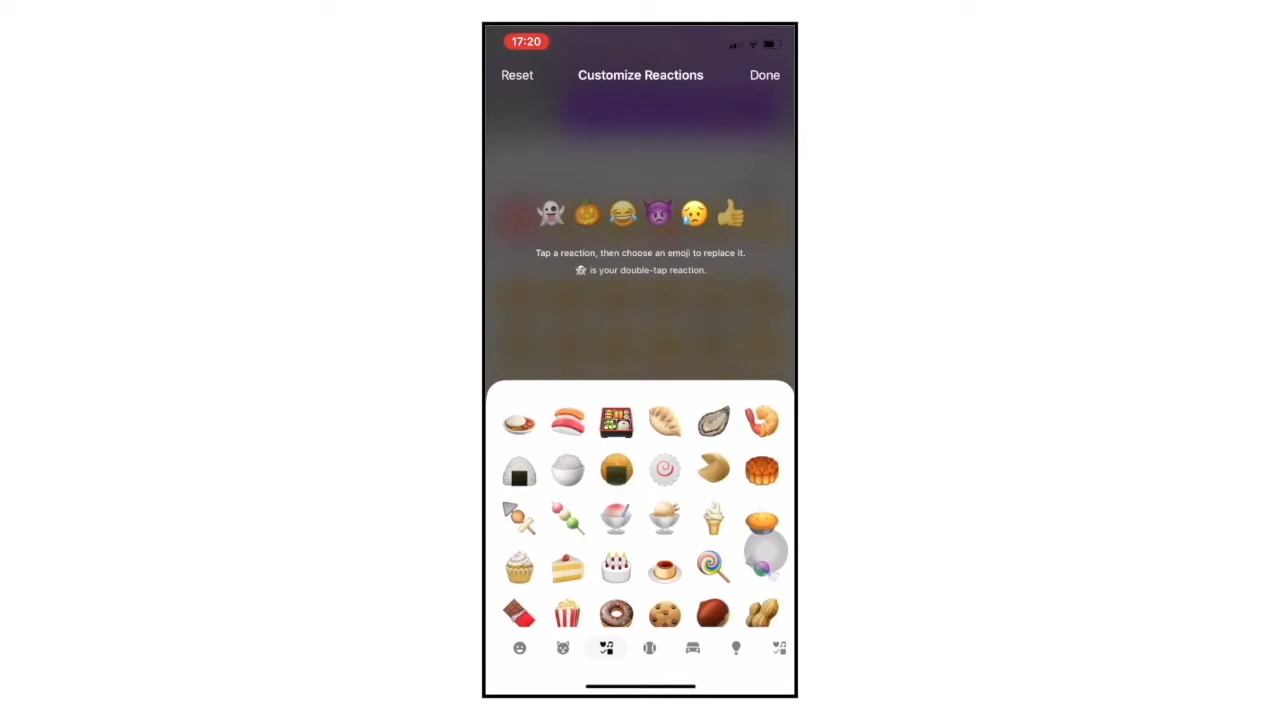 17:20
Reset
Customize Reactions
Done
Tap a reaction, then choose an emoji to replace it.
👻 is your double-tap reaction.